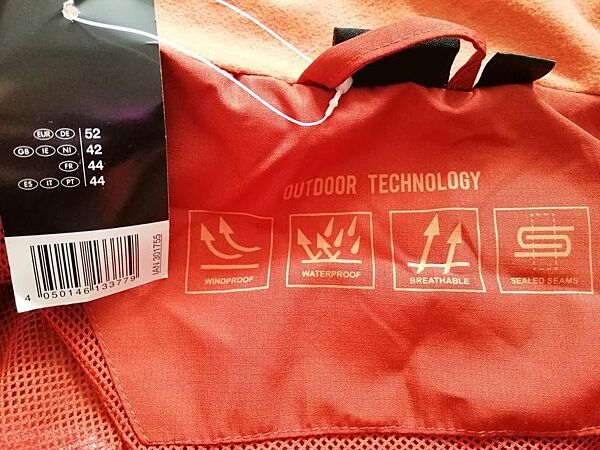 EUR DE 52
GB IE NI 42
FR 44
ES IT PT 44
IAN 301755
4 050146 133779
OUTDOOR TECHNOLOGY
WINDPROOF
WATERPROOF
BREATHABLE
SEALED SEAMS